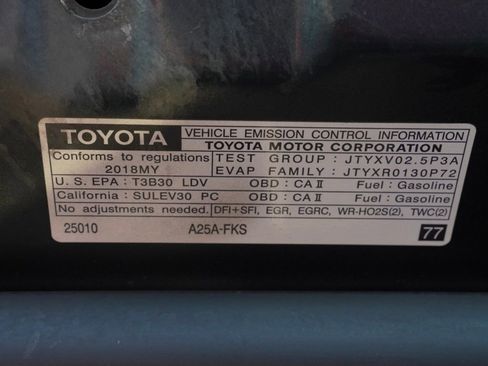 TOYOTA VEHICLE EMISSION CONTROL INFORMATION
TOYOTA MOTOR CORPORATION
Conforms to regulations TEST GROUP : JTYXV02.5P3A
2018MY EVAP FAMILY : JTYXR0130P72
U. S. EPA : T3B30 LDV OBD : CA II Fuel : Gasoline
California : SULEV30 PC OBD : CA II Fuel : Gasoline
No adjustments needed. DFI+SFI, EGR, EGRC, WR-HO2S(2), TWC(2)
25010 A25A-FKS 77